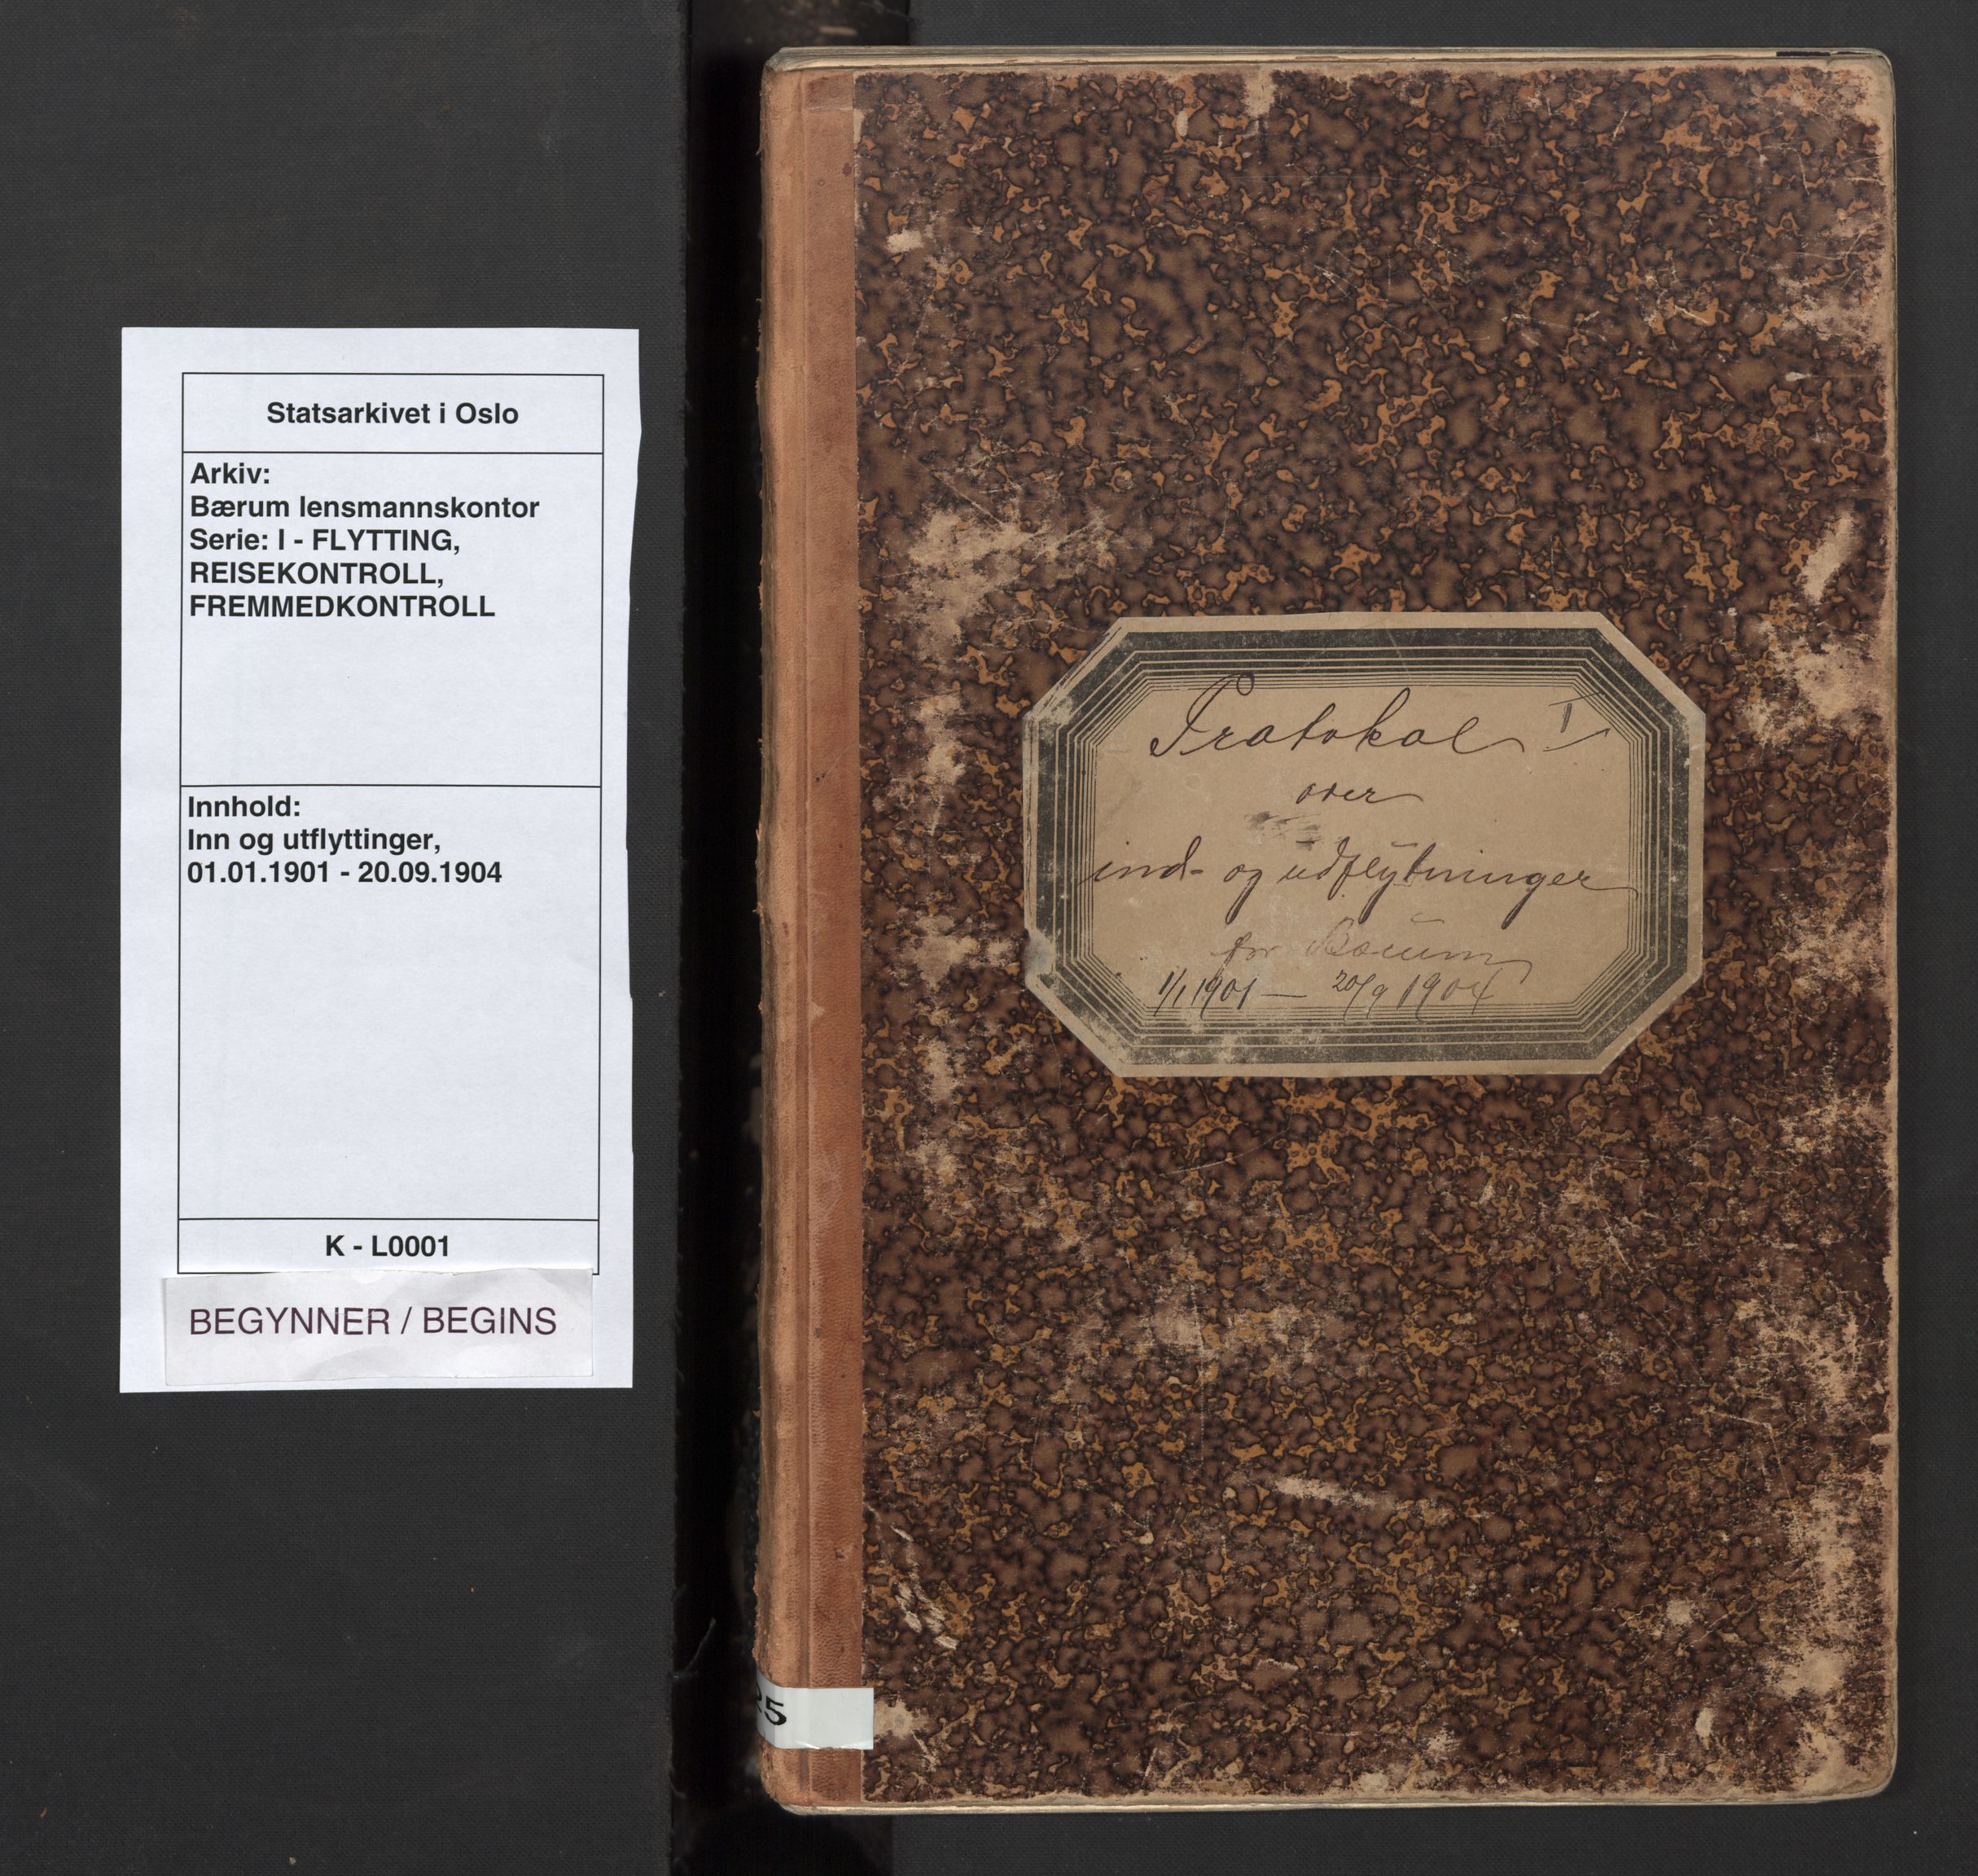 Statsarkivet i Oslo
Arkiv:
Bærum lensmannskontor
Serie: I - FLYTTING,
REISEKONTROLL,
FREMMEDKONTROLL
Innhold:
Inn og utflyttinger,
01.01.1901 - 20.09.1904
K - L0001
BEGYNNER / BEGINS
Protokol I
over
ind- og udflytninger
for Bærum
1/1 1901 — 20/9 1904
25